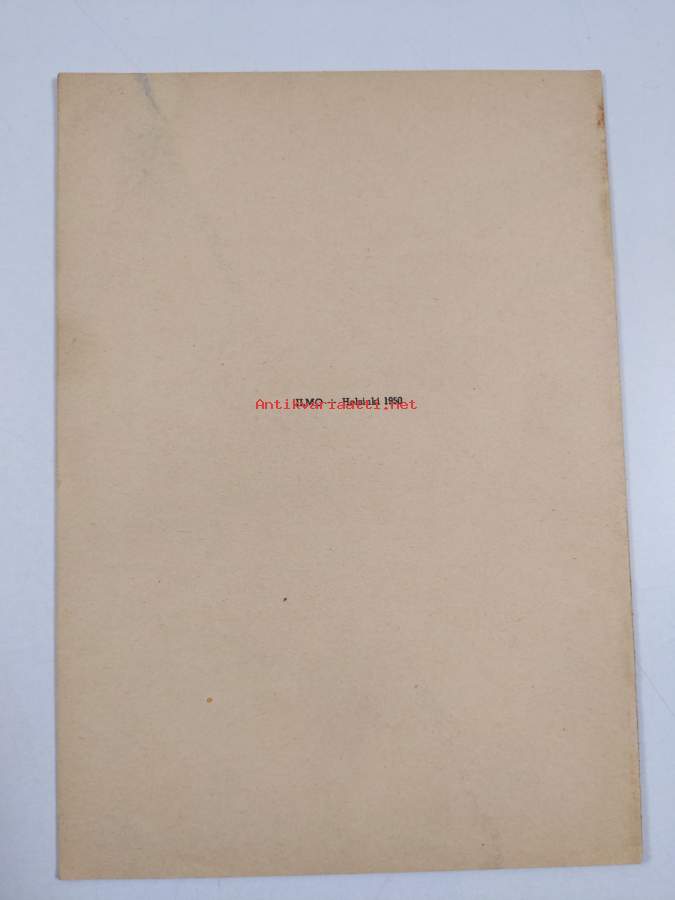 ILMO — Helsinki 1950
Antikvariaatti.net